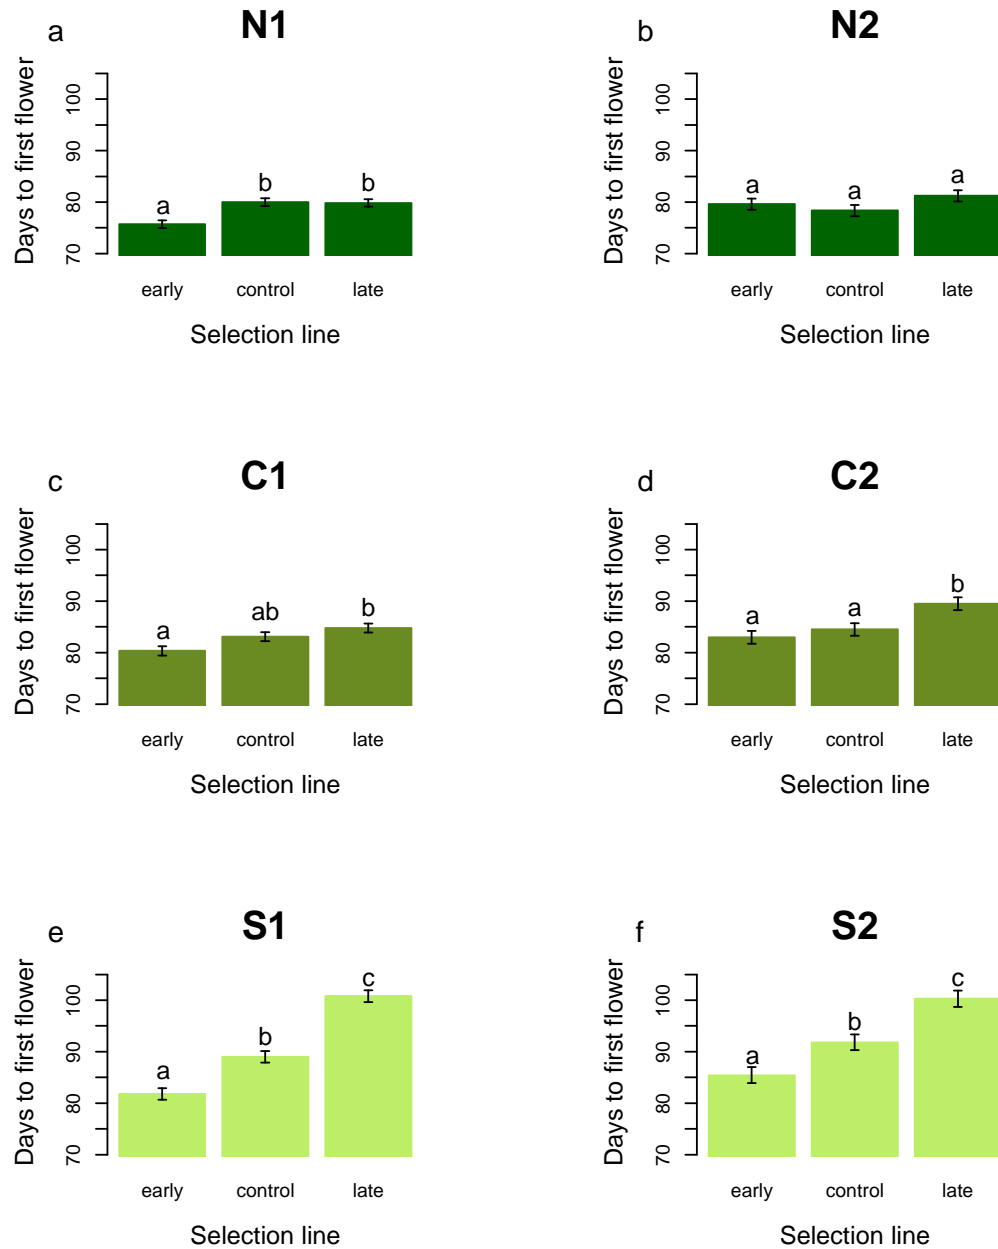 a N1
Days to first flower
100
90
80
70
a b b
early control late
Selection line
b N2
Days to first flower
100
90
80
70
a a a
early control late
Selection line
c C1
Days to first flower
100
90
80
70
a ab b
early control late
Selection line
d C2
Days to first flower
100
90
80
70
a a b
early control late
Selection line
e S1
Days to first flower
100
90
80
70
a b c
early control late
Selection line
f S2
Days to first flower
100
90
80
70
a b c
early control late
Selection line